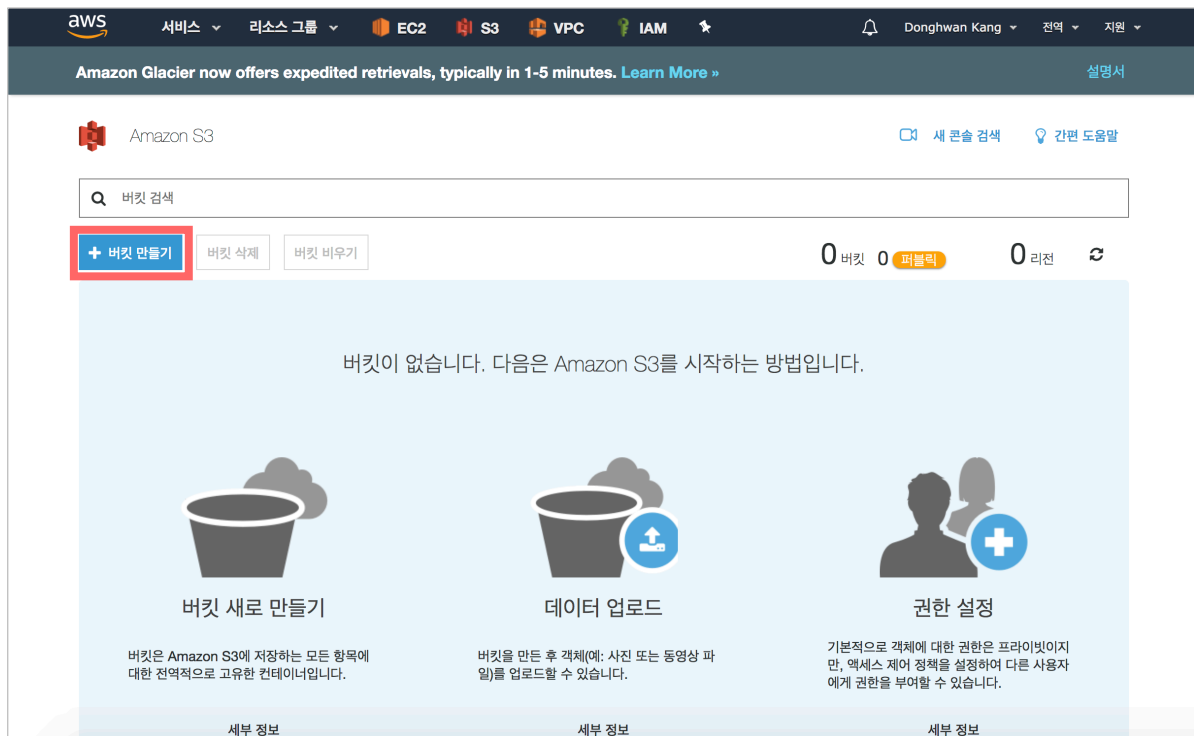 aws 서비스 리소스 그룹 EC2 S3 VPC IAM Donghwan Kang 전역 지원
Amazon Glacier now offers expedited retrievals, typically in 1-5 minutes. Learn More » 설명서
Amazon S3 새 콘솔 검색 간편 도움말
버킷 검색
+ 버킷 만들기 버킷 삭제 버킷 비우기 0 버킷 0 퍼블릭 0 리전
버킷이 없습니다. 다음은 Amazon S3를 시작하는 방법입니다.
버킷 새로 만들기
버킷은 Amazon S3에 저장하는 모든 항목에
대한 전역적으로 고유한 컨테이너입니다.
세부 정보
데이터 업로드
버킷을 만든 후 객체(예: 사진 또는 동영상 파
일)를 업로드할 수 있습니다.
세부 정보
권한 설정
기본적으로 객체에 대한 권한은 프라이빗이지
만, 액세스 제어 정책을 설정하여 다른 사용자
에게 권한을 부여할 수 있습니다.
세부 정보